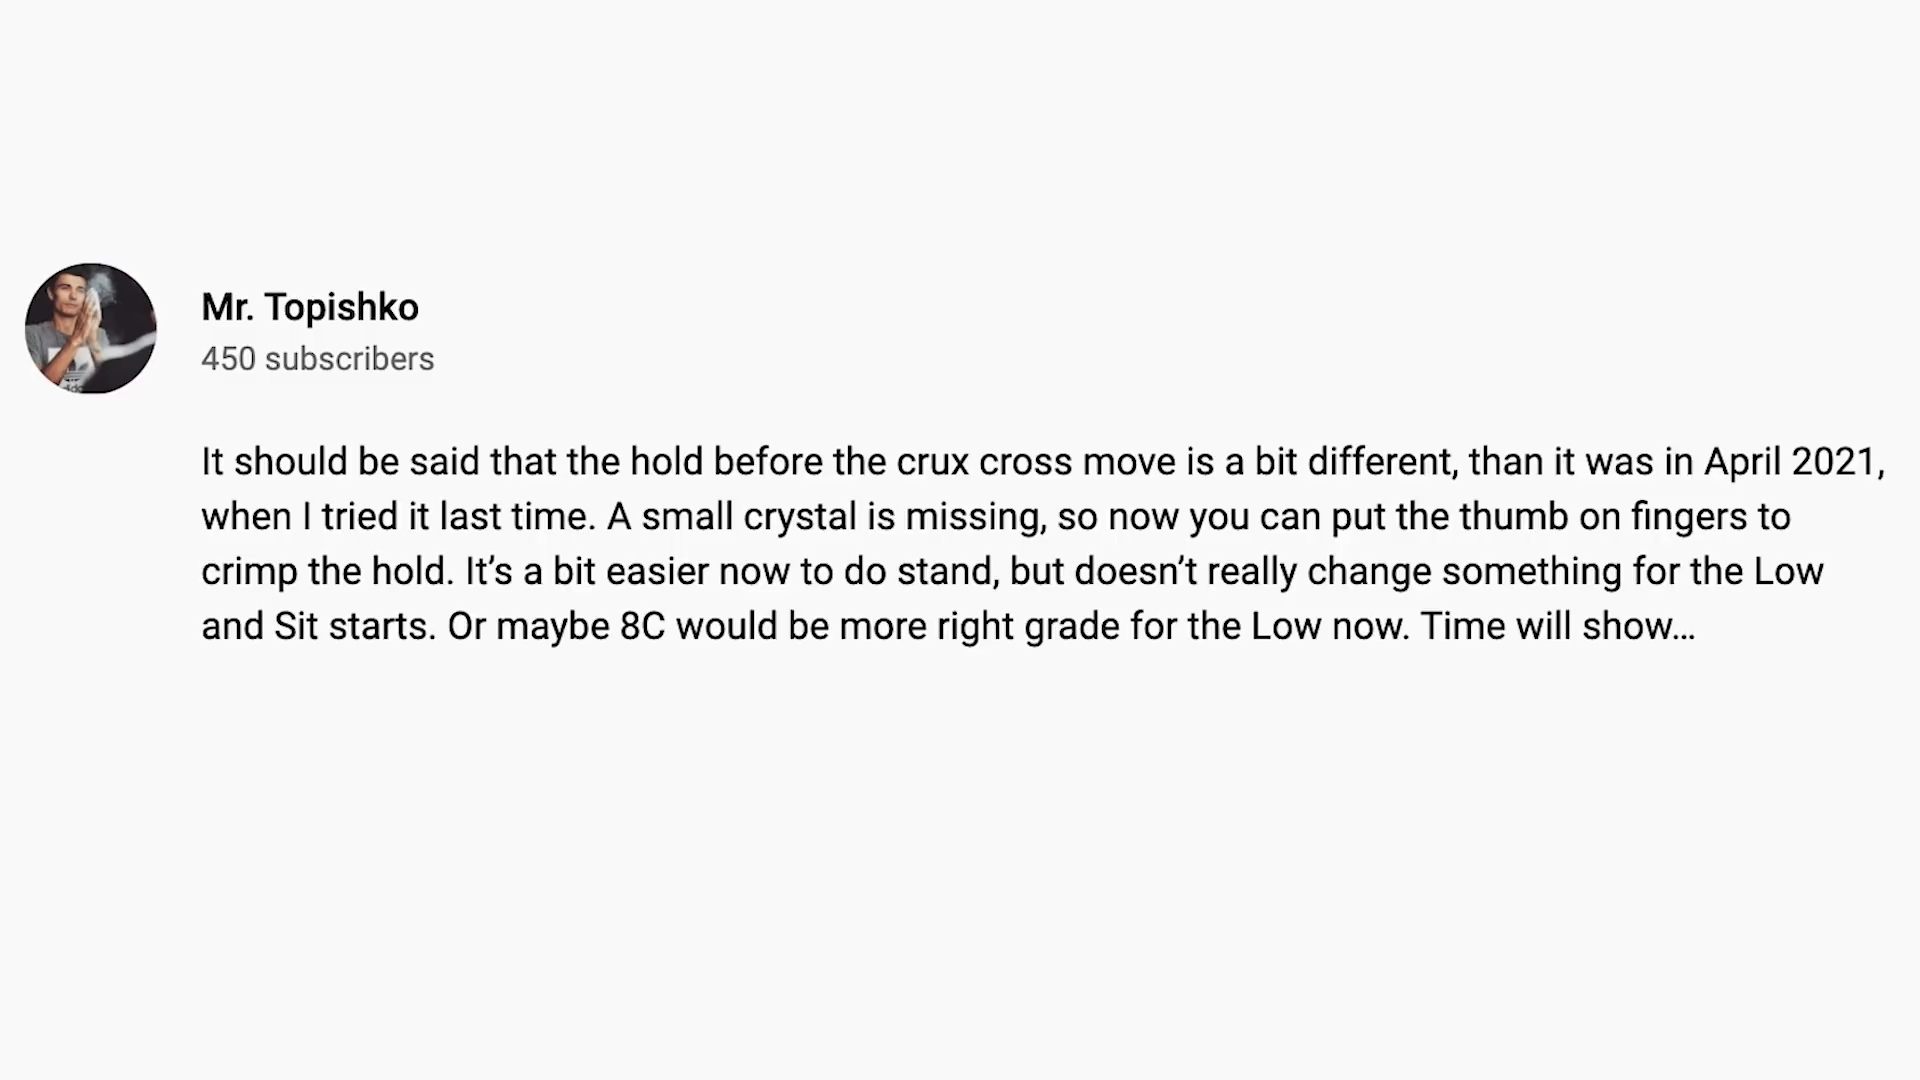 Mr. Topishko
450 subscribers
It should be said that the hold before the crux cross move is a bit different, than it was in April 2021,
when I tried it last time. A small crystal is missing, so now you can put the thumb on fingers to
crimp the hold. It’s a bit easier now to do stand, but doesn’t really change something for the Low
and Sit starts. Or maybe 8C would be more right grade for the Low now. Time will show…